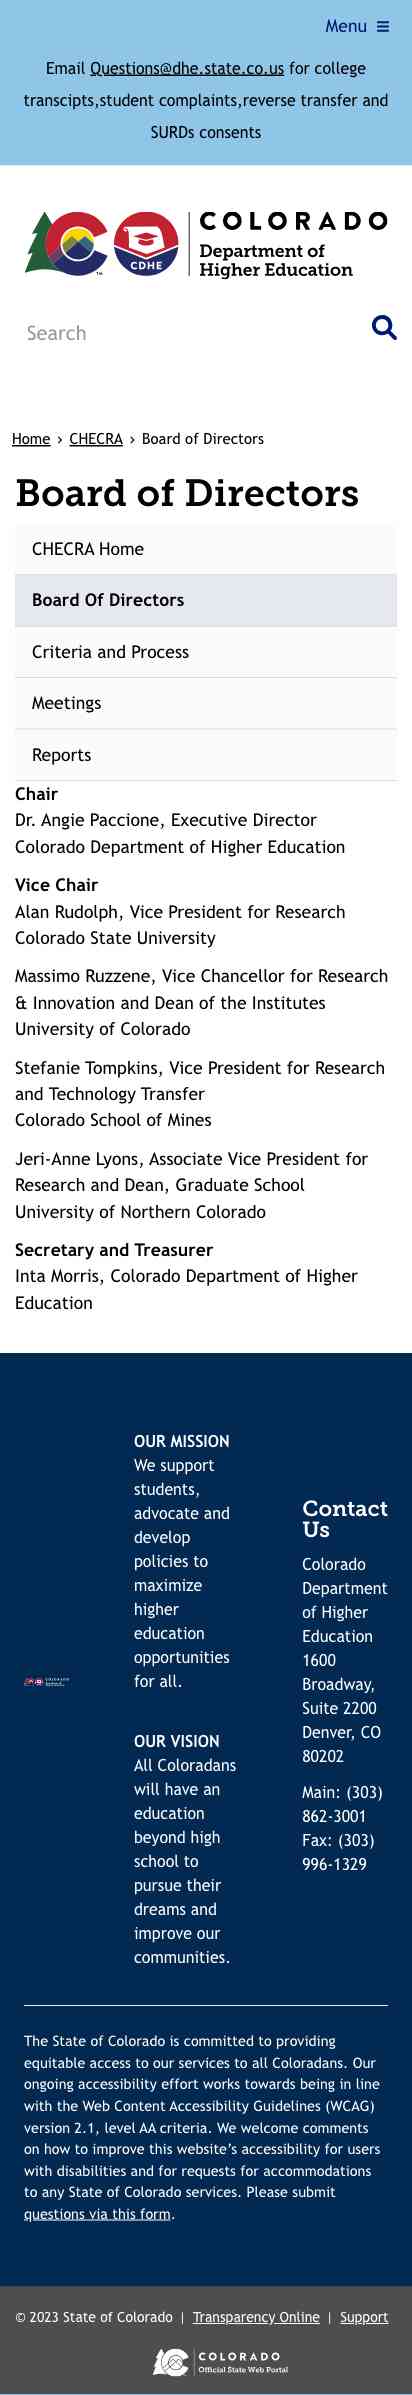 Menu
Email Questions@dhe.state.co.us for college
transcipts,student complaints,reverse transfer and
SURDs consents
CDHE
TM
COLORADO
Department of
Higher Education
Search
Home › CHECRA › Board of Directors
Board of Directors
CHECRA Home
Board Of Directors
Criteria and Process
Meetings
Reports
Chair
Dr. Angie Paccione, Executive Director
Colorado Department of Higher Education
Vice Chair
Alan Rudolph, Vice President for Research
Colorado State University
Massimo Ruzzene, Vice Chancellor for Research
& Innovation and Dean of the Institutes
University of Colorado
Stefanie Tompkins, Vice President for Research
and Technology Transfer
Colorado School of Mines
Jeri-Anne Lyons, Associate Vice President for
Research and Dean, Graduate School
University of Northern Colorado
Secretary and Treasurer
Inta Morris, Colorado Department of Higher
Education
OUR MISSION
We support
students,
advocate and
develop
policies to
maximize
higher
education
opportunities
for all.
OUR VISION
All Coloradans
will have an
education
beyond high
school to
pursue their
dreams and
improve our
communities.
Contact
Us
Colorado
Department
of Higher
Education
1600
Broadway,
Suite 2200
Denver, CO
80202
Main: (303)
862-3001
Fax: (303)
996-1329
The State of Colorado is committed to providing
equitable access to our services to all Coloradans. Our
ongoing accessibility effort works towards being in line
with the Web Content Accessibility Guidelines (WCAG)
version 2.1, level AA criteria. We welcome comments
on how to improve this website’s accessibility for users
with disabilities and for requests for accommodations
to any State of Colorado services. Please submit
questions via this form.
© 2023 State of Colorado | Transparency Online | Support
COLORADO
Official State Web Portal